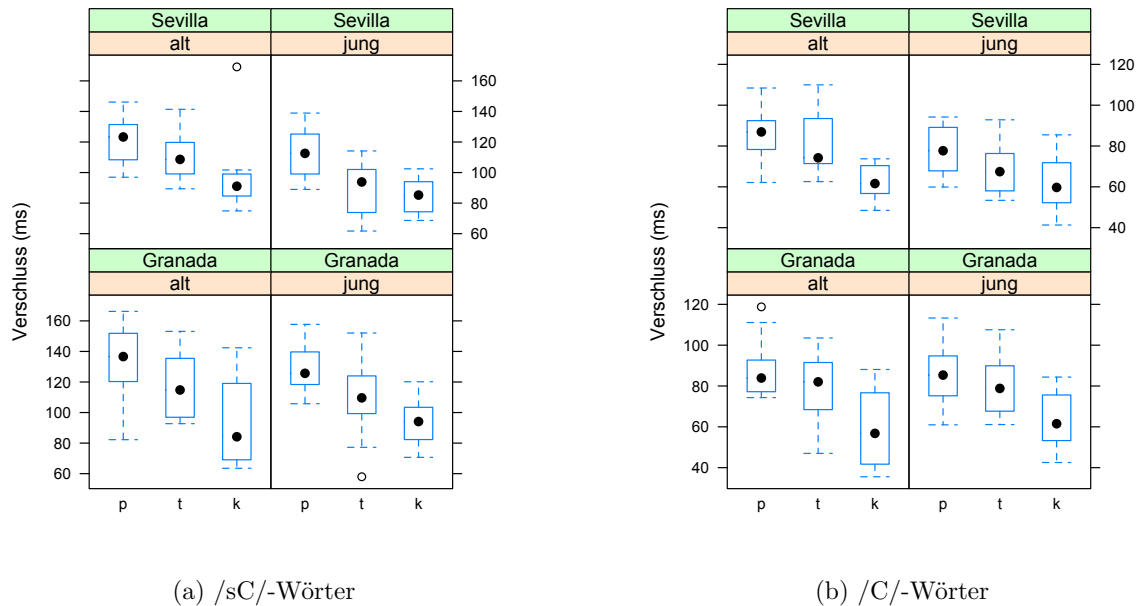 Sevilla
alt
Sevilla
jung
Verschluss (ms)
160
140
120
100
80
60
Granada
alt
Granada
jung
160
140
120
100
80
60
p t k p t k
(a) /sC/-Wörter
Sevilla
alt
Sevilla
jung
Verschluss (ms)
120
100
80
60
40
Granada
alt
Granada
jung
120
100
80
60
40
p t k p t k
(b) /C/-Wörter